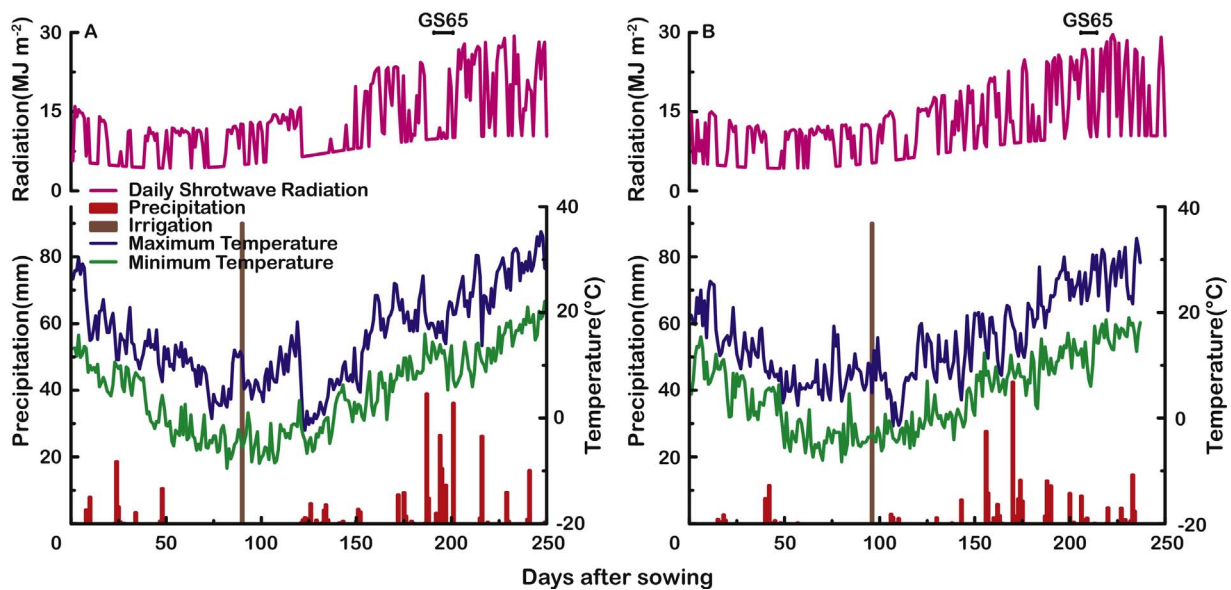 GS65
GS65
A
B
Radiation(MJ m⁻²)
30
15
0
Radiation(MJ m⁻²)
30
15
0
Daily Shrotwave Radiation
Precipitation
Irrigation
Maximum Temperature
Minimum Temperature
Precipitation(mm)
80
60
40
20
40
20
0
-20
Temperature(°C)
Precipitation(mm)
80
60
40
20
40
20
0
-20
Temperature(°C)
0 50 100 150 200 250
0 50 100 150 200 250
Days after sowing